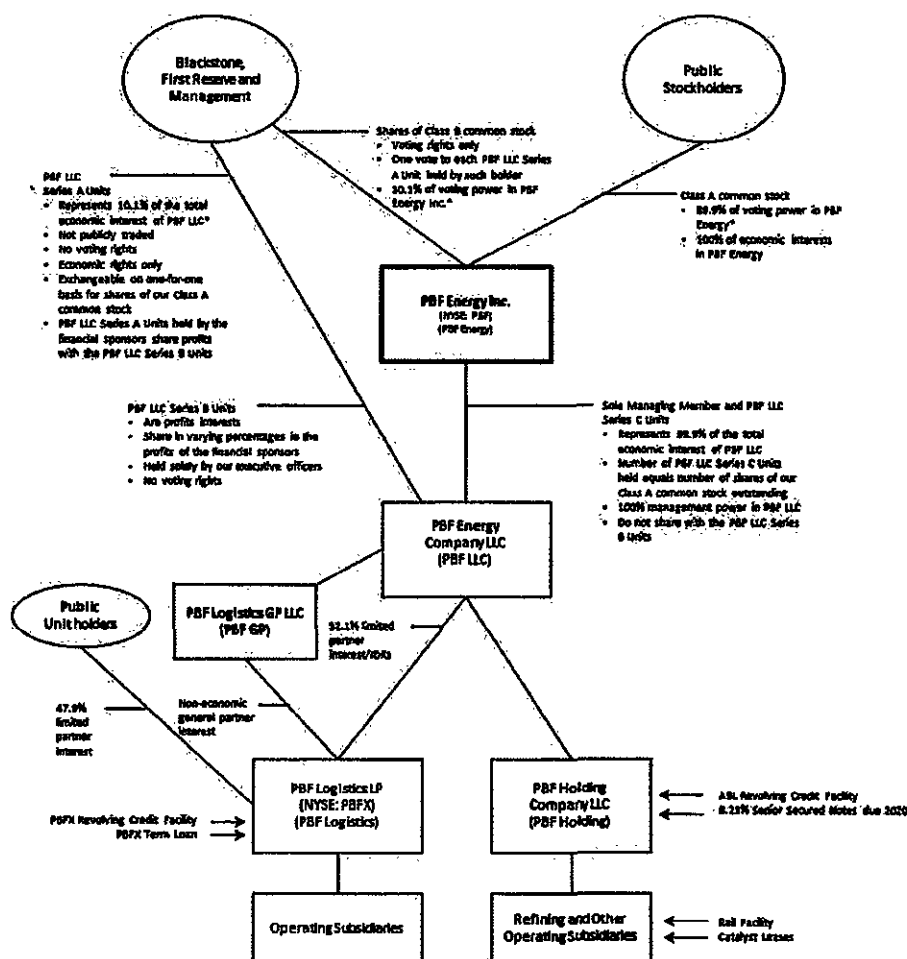 Blackstone,
First Reserve and
Management
Public
Stockholders
Shares of Class B common stock
• Voting rights only
• One vote to each PBF LLC Series
A Unit held by such holder
• 10.1% of voting power in PBF
Energy Inc.*
PBF LLC
Series A Units
• Represents 10.1% of the total
economic interest of PBF LLC*
• Not publicly traded
• No voting rights
• Economic rights only
• Exchangeable on one-for-one
basis for shares of our Class A
common stock
• PBF LLC Series A Units held by the
financial sponsors share profits
with the PBF LLC Series B Units
Class A common stock
• 89.9% of voting power in PBF
Energy*
• 100% of economic interests
in PBF Energy
PBF Energy Inc.
(NYSE: PBF)
(PBF Energy)
PBF LLC Series B Units
• Are profits interests
• Share in varying percentages in the
profits of the financial sponsors
• Held solely by our executive officers
• No voting rights
Sole Managing Member and PBF LLC
Series C Units
• Represents 89.9% of the total
economic interest of PBF LLC
• Number of PBF LLC Series C Units
held equals number of shares of our
Class A common stock outstanding
• 100% management power in PBF LLC
• Do not share with the PBF LLC Series
B Units
PBF Energy
Company LLC
(PBF LLC)
Public
Unitholders
PBF Logistics GP LLC
(PBF GP)
52.1% limited
partner
interest/IDRs
47.9%
limited
partner
interest
Non-economic
general partner
interest
PBF Logistics LP
(NYSE: PBFX)
(PBF Logistics)
PBF Holding
Company LLC
(PBF Holding)
PBFX Revolving Credit Facility
PBFX Term Loan
ABL Revolving Credit Facility
8.25% Senior Secured Notes due 2020
Operating Subsidiaries
Refining and Other
Operating Subsidiaries
Rail Facility
Catalyst Leases